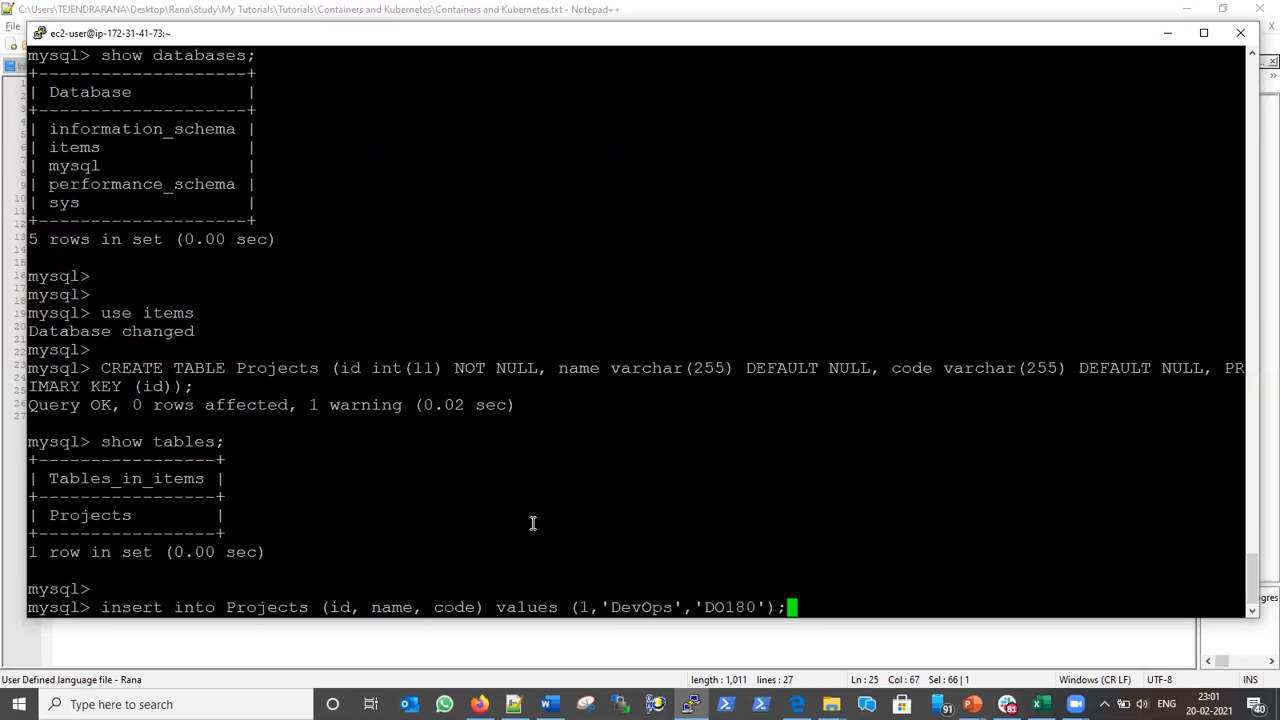 C:\Users\TEJENDRARANA\Desktop\Rana\Study\My Tutorials\Tutorials\Containers and Kubernetes\Containers and Kubernetes.txt - Notepad++
File
ec2-user@ip-172-31-41-73:~
mysql> show databases;
+--------------------+
| Database           |
+--------------------+
| information_schema |
| items              |
| mysql              |
| performance_schema |
| sys                |
+--------------------+
5 rows in set (0.00 sec)
mysql>
mysql>
mysql> use items
Database changed
mysql>
mysql> CREATE TABLE Projects (id int(11) NOT NULL, name varchar(255) DEFAULT NULL, code varchar(255) DEFAULT NULL, PR
IMARY KEY (id));
Query OK, 0 rows affected, 1 warning (0.02 sec)
mysql> show tables;
+-----------------+
| Tables_in_items |
+-----------------+
| Projects        |
+-----------------+
1 row in set (0.00 sec)
mysql>
mysql> insert into Projects (id, name, code) values (1,'DevOps','DO180');
User Defined language file - Rana
length : 1,011 lines : 27
Ln : 25 Col : 67 Sel : 66 | 1
Windows (CR LF)
UTF-8
INS
Type here to search
91
61
ENG
23:01
20-02-2021
40